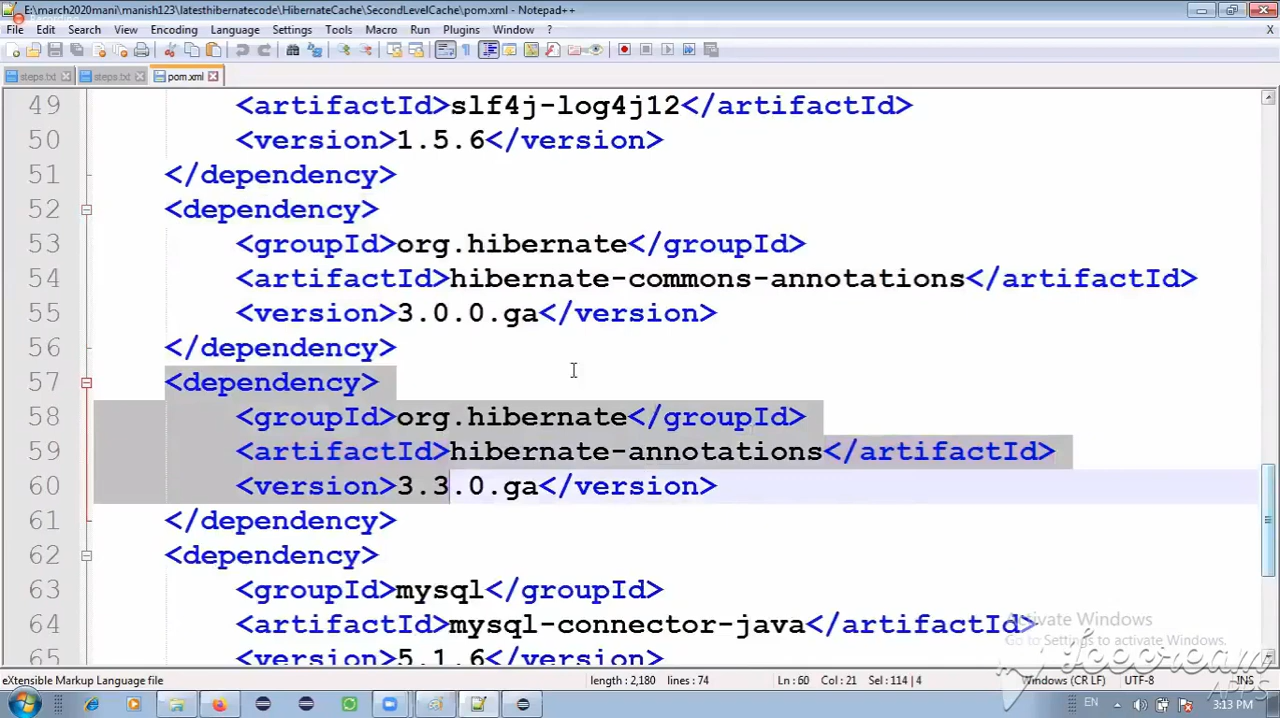 E:\march2020mani\manish123\latesthibernatecode\HibernateCache\SecondLevelCache\pom.xml - Notepad++
File Edit Search View Encoding Language Settings Tools Macro Run Plugins Window ? X
steps.txt steps.txt pom.xml
49 <artifactId>slf4j-log4j12</artifactId>
50 <version>1.5.6</version>
51 </dependency>
52 <dependency>
53 <groupId>org.hibernate</groupId>
54 <artifactId>hibernate-commons-annotations</artifactId>
55 <version>3.0.0.ga</version>
56 </dependency>
57 <dependency>
58 <groupId>org.hibernate</groupId>
59 <artifactId>hibernate-annotations</artifactId>
60 <version>3.3.0.ga</version>
61 </dependency>
62 <dependency>
63 <groupId>mysql</groupId>
64 <artifactId>mysql-connector-java</artifactId>
65 <version>5.1.6</version>
Activate Windows
Go to Settings to activate Windows.
Icecream
APPS
eXtensible Markup Language file length : 2,180 lines : 74 Ln : 60 Col : 21 Sel : 114 | 4 Windows (CR LF) UTF-8 INS
EN 3:13 PM